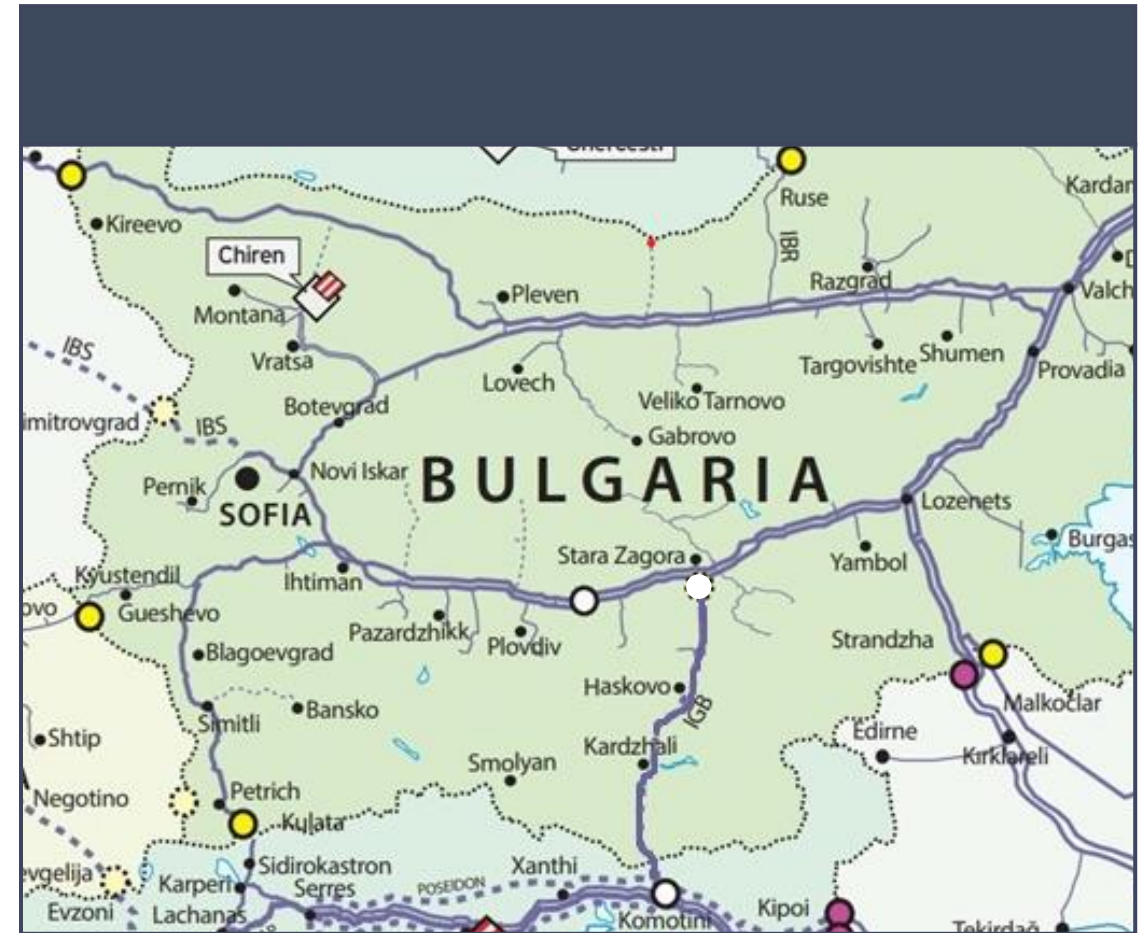 Kireevo
Ruse
Kardar
IBR
Chiren
Razgrad
Valch
Montana
Pleven
IBS
Vratsa
Targovishte
Shumen
Provadia
Lovech
Veliko Tarnovo
Botevgrad
imitrovgrad
IBS
Gabrovo
Novi Iskar
BULGARIA
Pernik
SOFIA
Lozenets
Burgas
Stara Zagora
Yambol
Kyustendil
Ihtiman
ovo
Gueshevo
Pazardzhikk
Plovdiv
Strandzha
Blagoevgrad
Haskovo
IGB
Malkoclar
Simitli
Bansko
Edirne
Shtip
Kardzhali
Kirklareli
Smolyan
Negotino
Petrich
Kulata
evgelija
Sidirokastron
Karperi
Serres
POSEIDON
Xanthi
Evzoni
Lachanas
Komotini
Kipoi
Tekirdağ